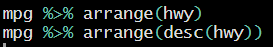 mpg %>% arrange(hwy)
mpg %>% arrange(desc(hwy))